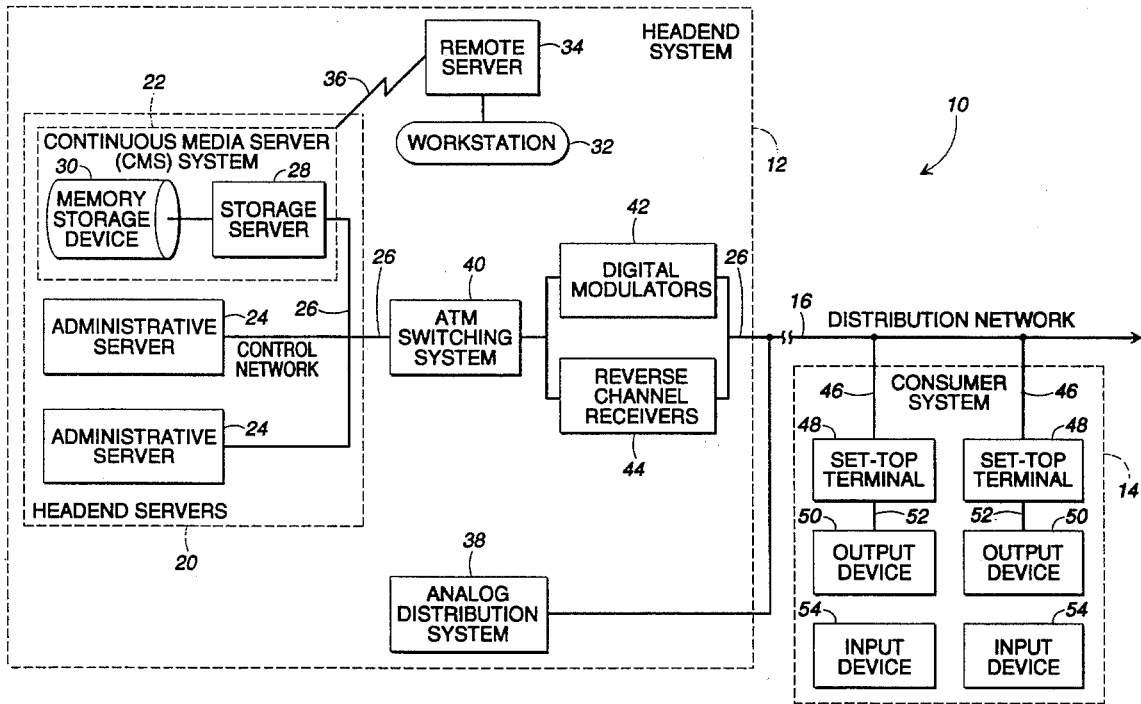 HEADEND
SYSTEM
REMOTE
SERVER
34
36
22
WORKSTATION
32
10
12
CONTINUOUS MEDIA SERVER
(CMS) SYSTEM
30
28
MEMORY
STORAGE
DEVICE
STORAGE
SERVER
26
24
ADMINISTRATIVE
SERVER
CONTROL
NETWORK
24
ADMINISTRATIVE
SERVER
HEADEND SERVERS
20
26
40
ATM
SWITCHING
SYSTEM
42
DIGITAL
MODULATORS
26
REVERSE
CHANNEL
RECEIVERS
44
38
ANALOG
DISTRIBUTION
SYSTEM
16
DISTRIBUTION NETWORK
CONSUMER
SYSTEM
46
46
48
48
SET-TOP
TERMINAL
SET-TOP
TERMINAL
14
50
52
52
50
OUTPUT
DEVICE
OUTPUT
DEVICE
54
54
INPUT
DEVICE
INPUT
DEVICE